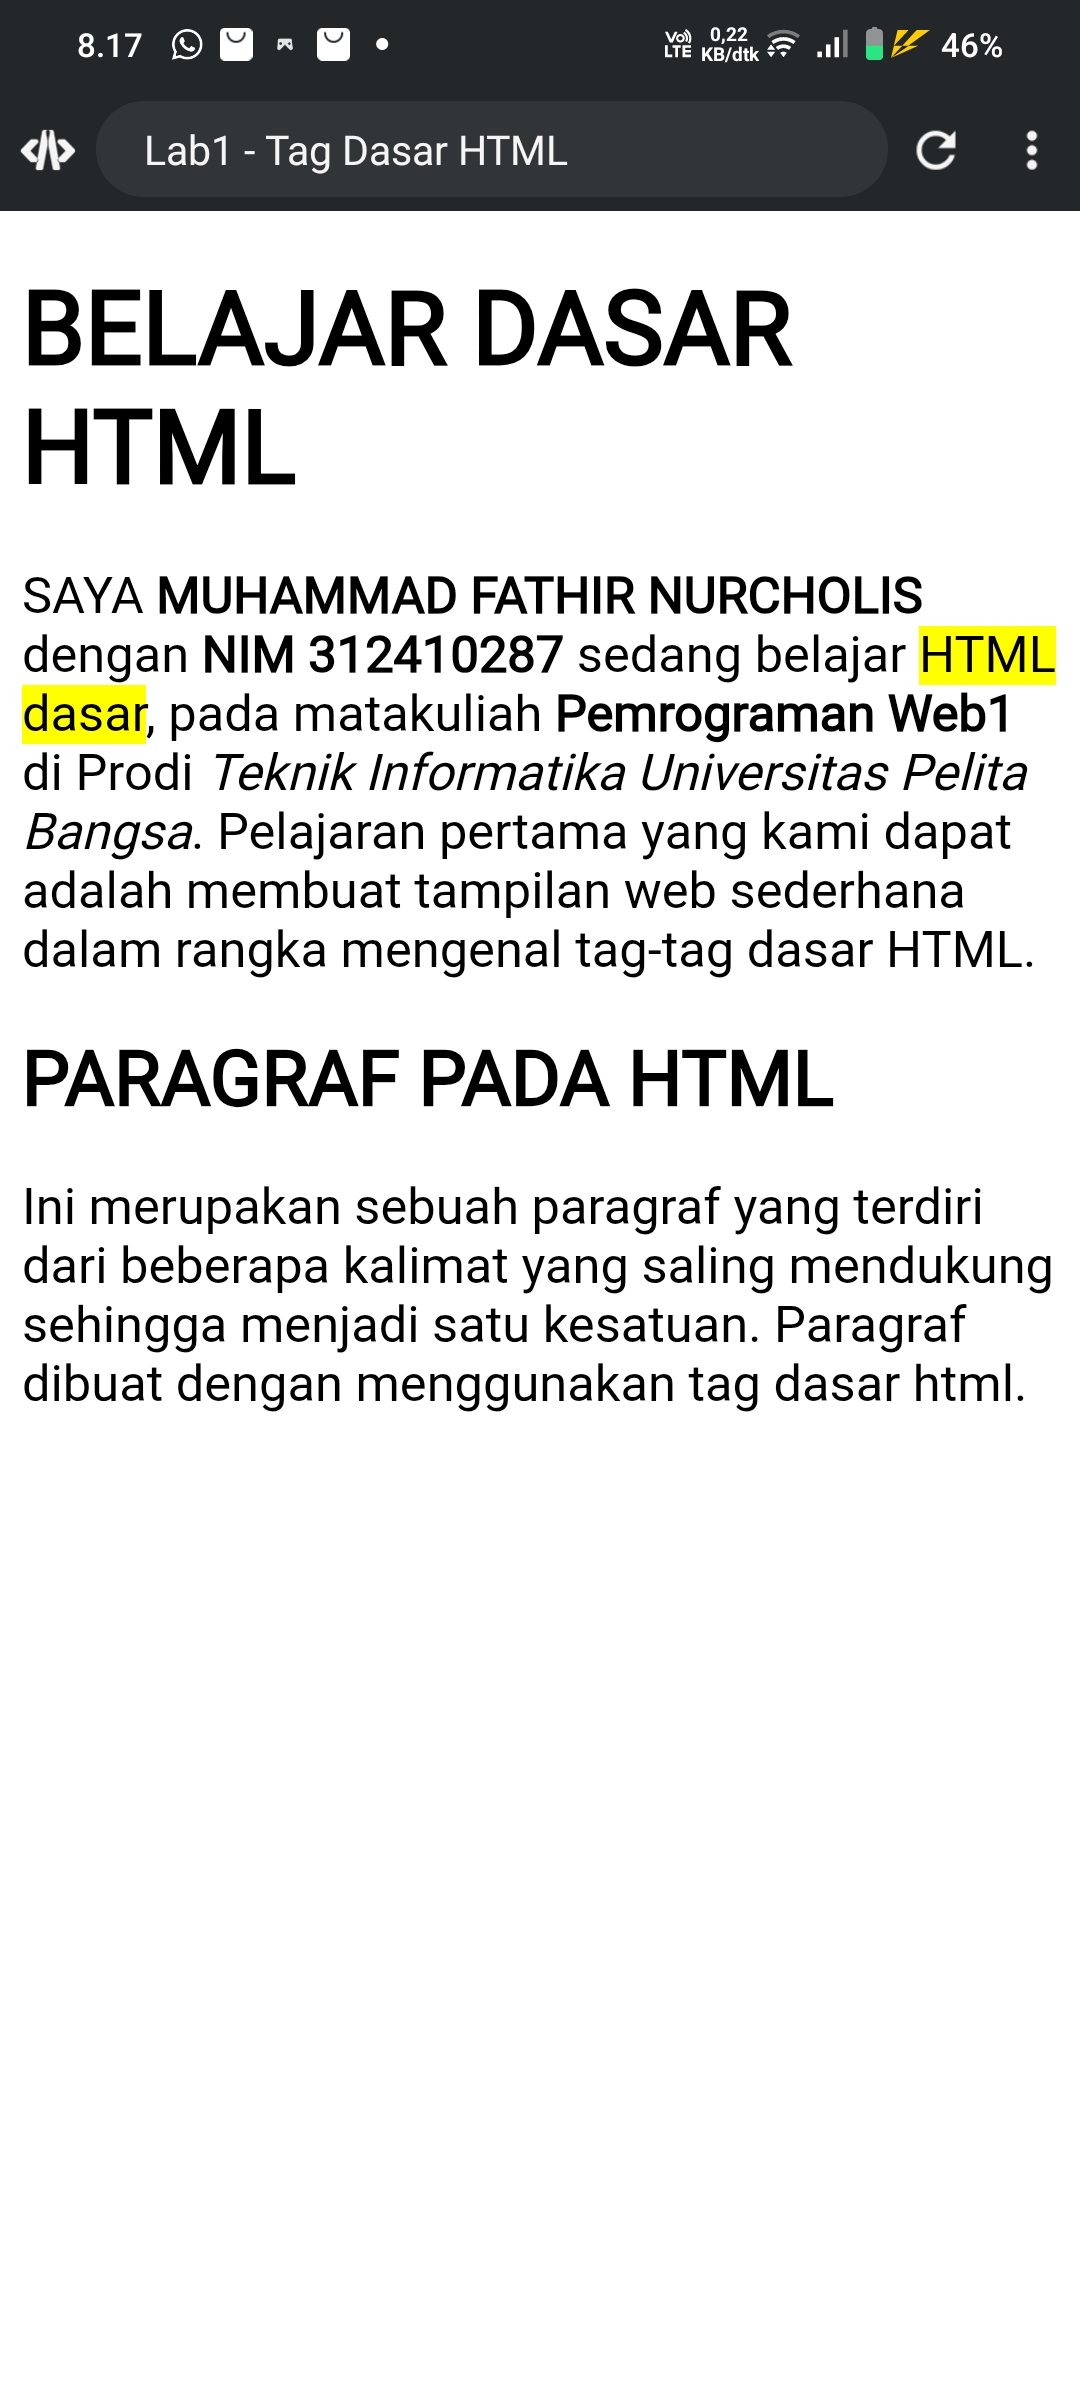 8.17
Vo) LTE
0,22 KB/dtk
46%
Lab1 - Tag Dasar HTML
BELAJAR DASAR
HTML
SAYA MUHAMMAD FATHIR NURCHOLIS
dengan NIM 312410287 sedang belajar HTML
dasar, pada matakuliah Pemrograman Web1
di Prodi Teknik Informatika Universitas Pelita
Bangsa. Pelajaran pertama yang kami dapat
adalah membuat tampilan web sederhana
dalam rangka mengenal tag-tag dasar HTML.
PARAGRAF PADA HTML
Ini merupakan sebuah paragraf yang terdiri
dari beberapa kalimat yang saling mendukung
sehingga menjadi satu kesatuan. Paragraf
dibuat dengan menggunakan tag dasar html.